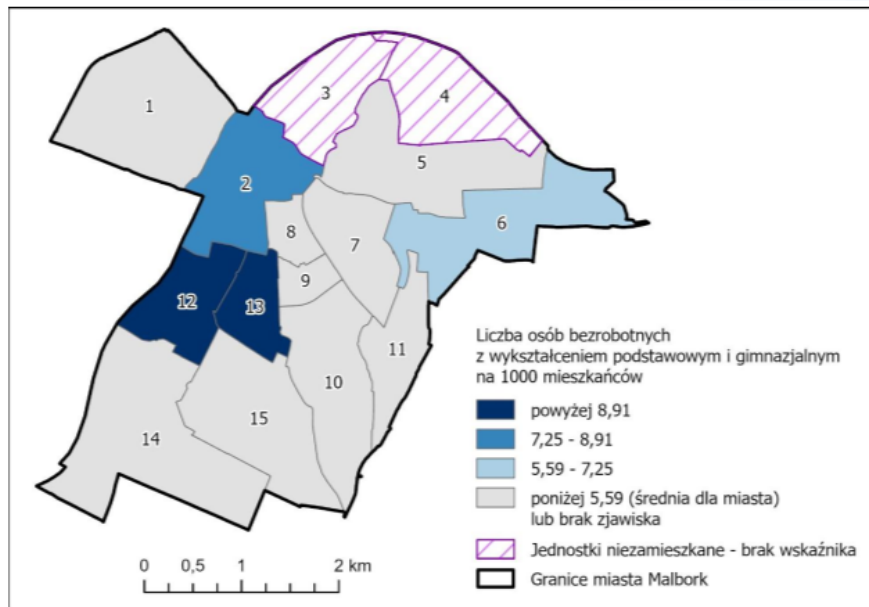 1
2
3
4
5
6
7
8
9
10
11
12
13
14
15
Liczba osób bezrobotnych
z wykształceniem podstawowym i gimnazjalnym
na 1000 mieszkańców
powyżej 8,91
7,25 - 8,91
5,59 - 7,25
poniżej 5,59 (średnia dla miasta)
lub brak zjawiska
Jednostki niezamieszkane - brak wskaźnika
Granice miasta Malbork
0 0,5 1 2 km